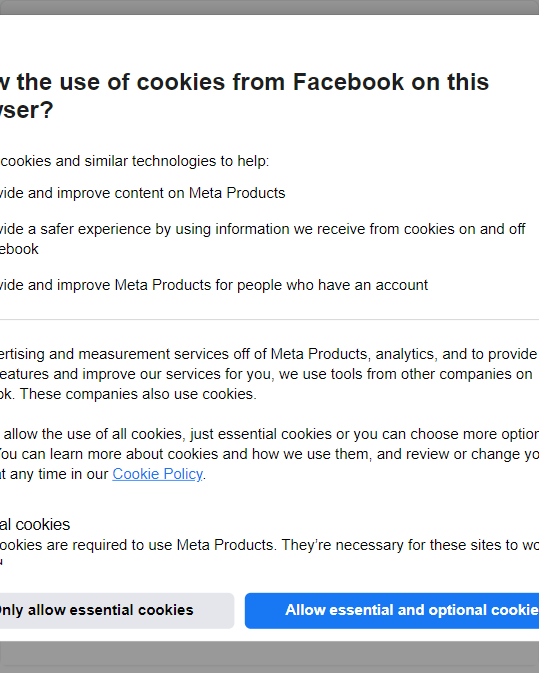 w the use of cookies from Facebook on this
ser?
cookies and similar technologies to help:
vide and improve content on Meta Products
vide a safer experience by using information we receive from cookies on and off
ebook
vide and improve Meta Products for people who have an account
ertising and measurement services off of Meta Products, analytics, and to provide
eatures and improve our services for you, we use tools from other companies on
ok. These companies also use cookies.
allow the use of all cookies, just essential cookies or you can choose more option
You can learn more about cookies and how we use them, and review or change yo
at any time in our Cookie Policy.
al cookies
ookies are required to use Meta Products. They’re necessary for these sites to wo
Only allow essential cookies
Allow essential and optional cookie